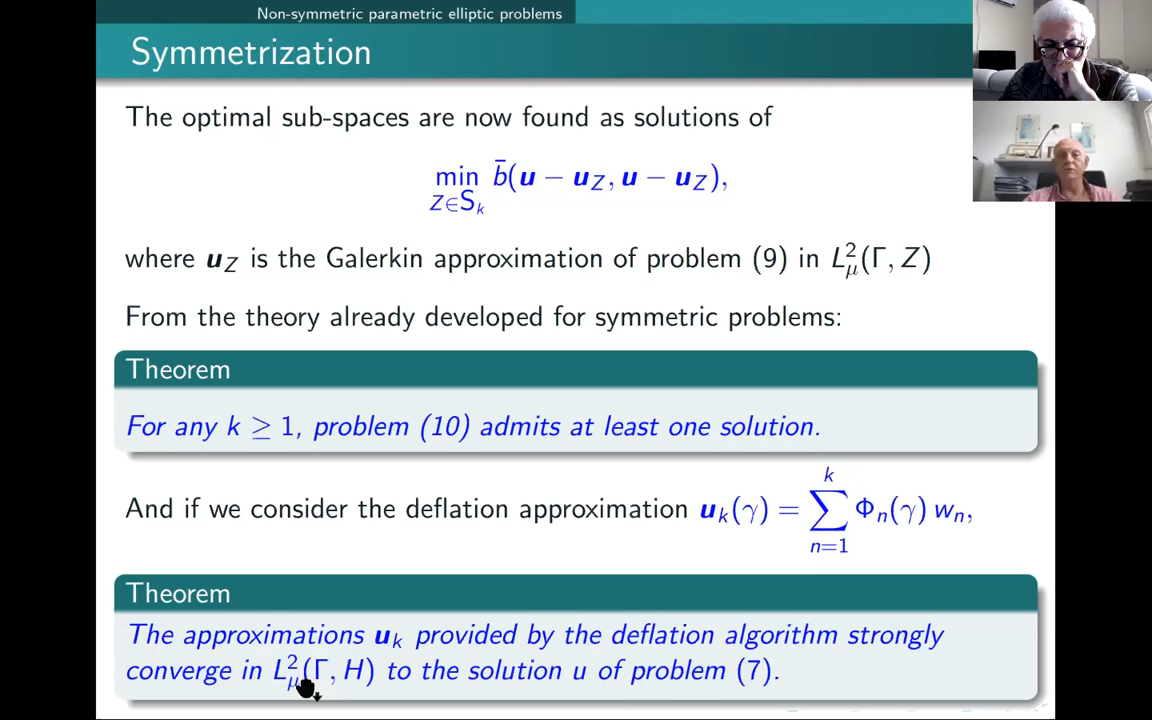 Non-symmetric parametric elliptic problems
Symmetrization
The optimal sub-spaces are now found as solutions of
min_{Z∈S_k} b̄(u − u_Z, u − u_Z),
where u_Z is the Galerkin approximation of problem (9) in L²_μ(Γ, Z)
From the theory already developed for symmetric problems:
Theorem
For any k ≥ 1, problem (10) admits at least one solution.
And if we consider the deflation approximation u_k(γ) = ∑_{n=1}^{k} Φ_n(γ) w_n,
Theorem
The approximations u_k provided by the deflation algorithm strongly
converge in L²_μ(Γ, H) to the solution u of problem (7).